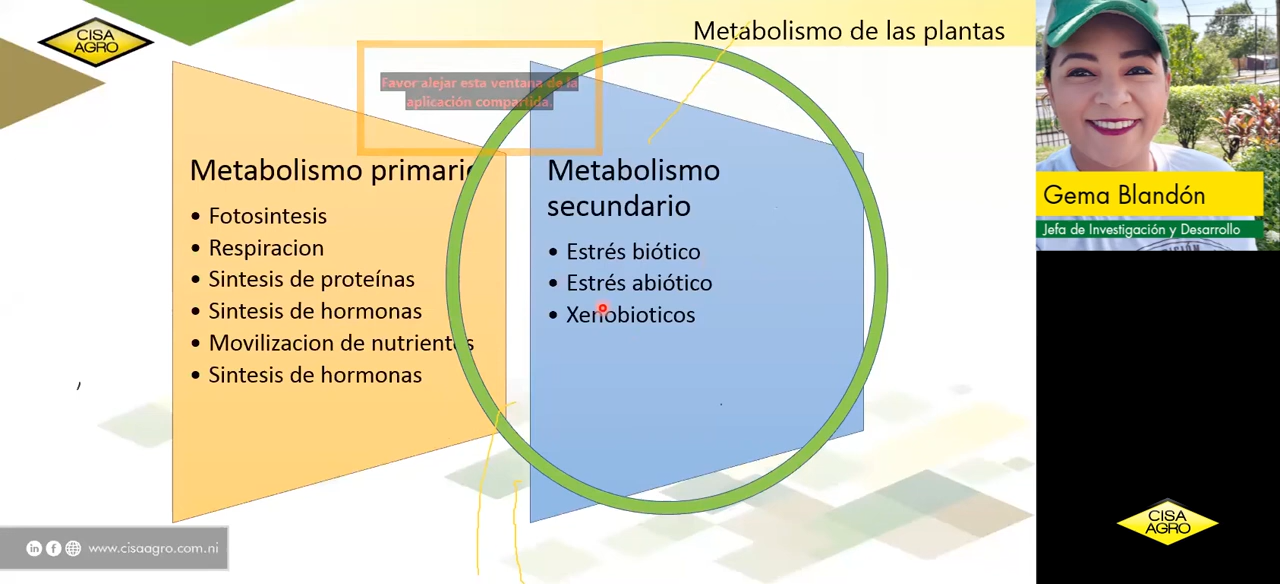 CISA
AGRO
Metabolismo de las plantas
Favor alejar esta ventana de la
aplicación compartida.
Metabolismo primario
• Fotosintesis
• Respiracion
• Sintesis de proteínas
• Sintesis de hormonas
• Movilizacion de nutrientes
• Sintesis de hormonas
Metabolismo
secundario
• Estrés biótico
• Estrés abiótico
• Xenobioticos
www.cisaagro.com.ni
Gema Blandón
Jefa de Investigación y Desarrollo
CISA
AGRO